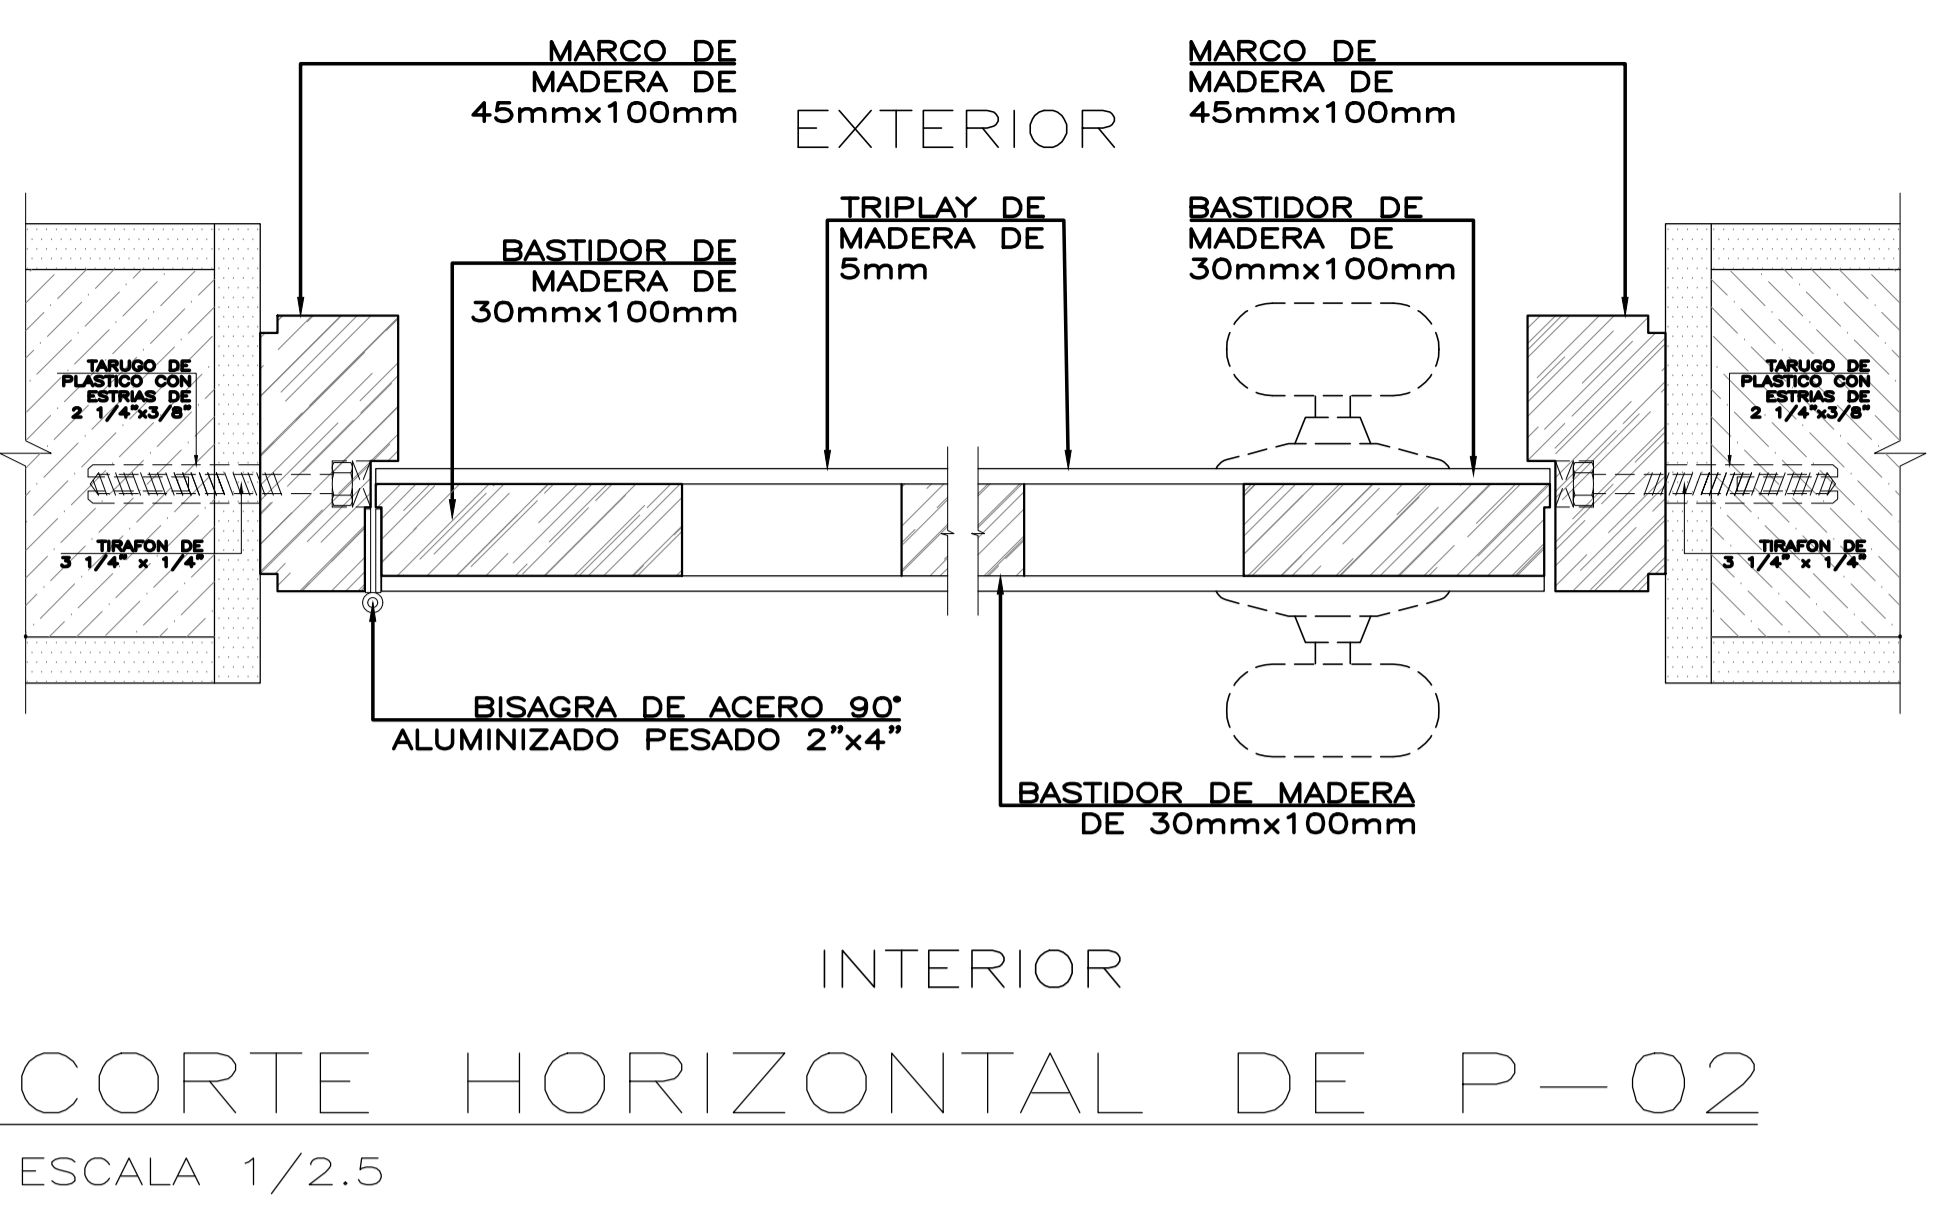 MARCO DE
MADERA DE
45mmx100mm
MARCO DE
MADERA DE
45mmx100mm
EXTERIOR
BASTIDOR DE
MADERA DE
30mmx100mm
TRIPLAY DE
MADERA DE
5mm
BASTIDOR DE
MADERA DE
30mmx100mm
TARUGO DE
PLASTICO CON
ESTRIAS DE
2 1/4"x3/8"
TARUGO DE
PLASTICO CON
ESTRIAS DE
2 1/4"x3/8"
TIRAFON DE
3 1/4" x 1/4"
TIRAFON DE
3 1/4" x 1/4"
BISAGRA DE ACERO 90°
ALUMINIZADO PESADO 2"x4"
BASTIDOR DE MADERA
DE 30mmx100mm
INTERIOR
CORTE HORIZONTAL DE P-02
ESCALA 1/2.5